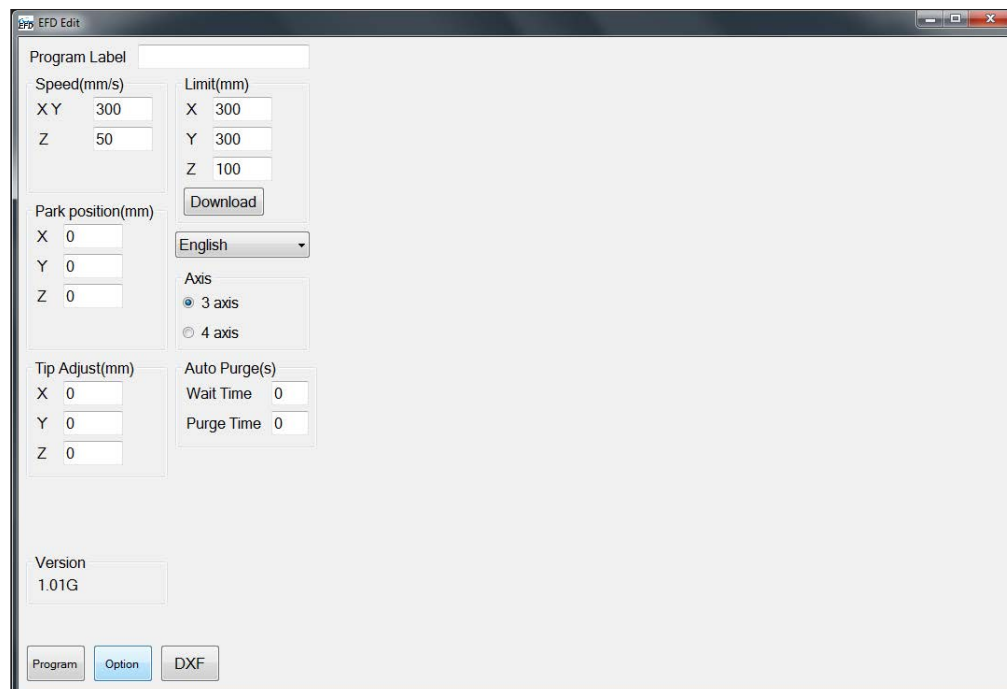 EFD EFD Edit
Program Label
Speed(mm/s)
X Y 300
Z 50
Limit(mm)
X 300
Y 300
Z 100
Download
Park position(mm)
X 0
Y 0
Z 0
English
Axis
3 axis
4 axis
Tip Adjust(mm)
X 0
Y 0
Z 0
Auto Purge(s)
Wait Time 0
Purge Time 0
Version
1.01G
Program Option DXF